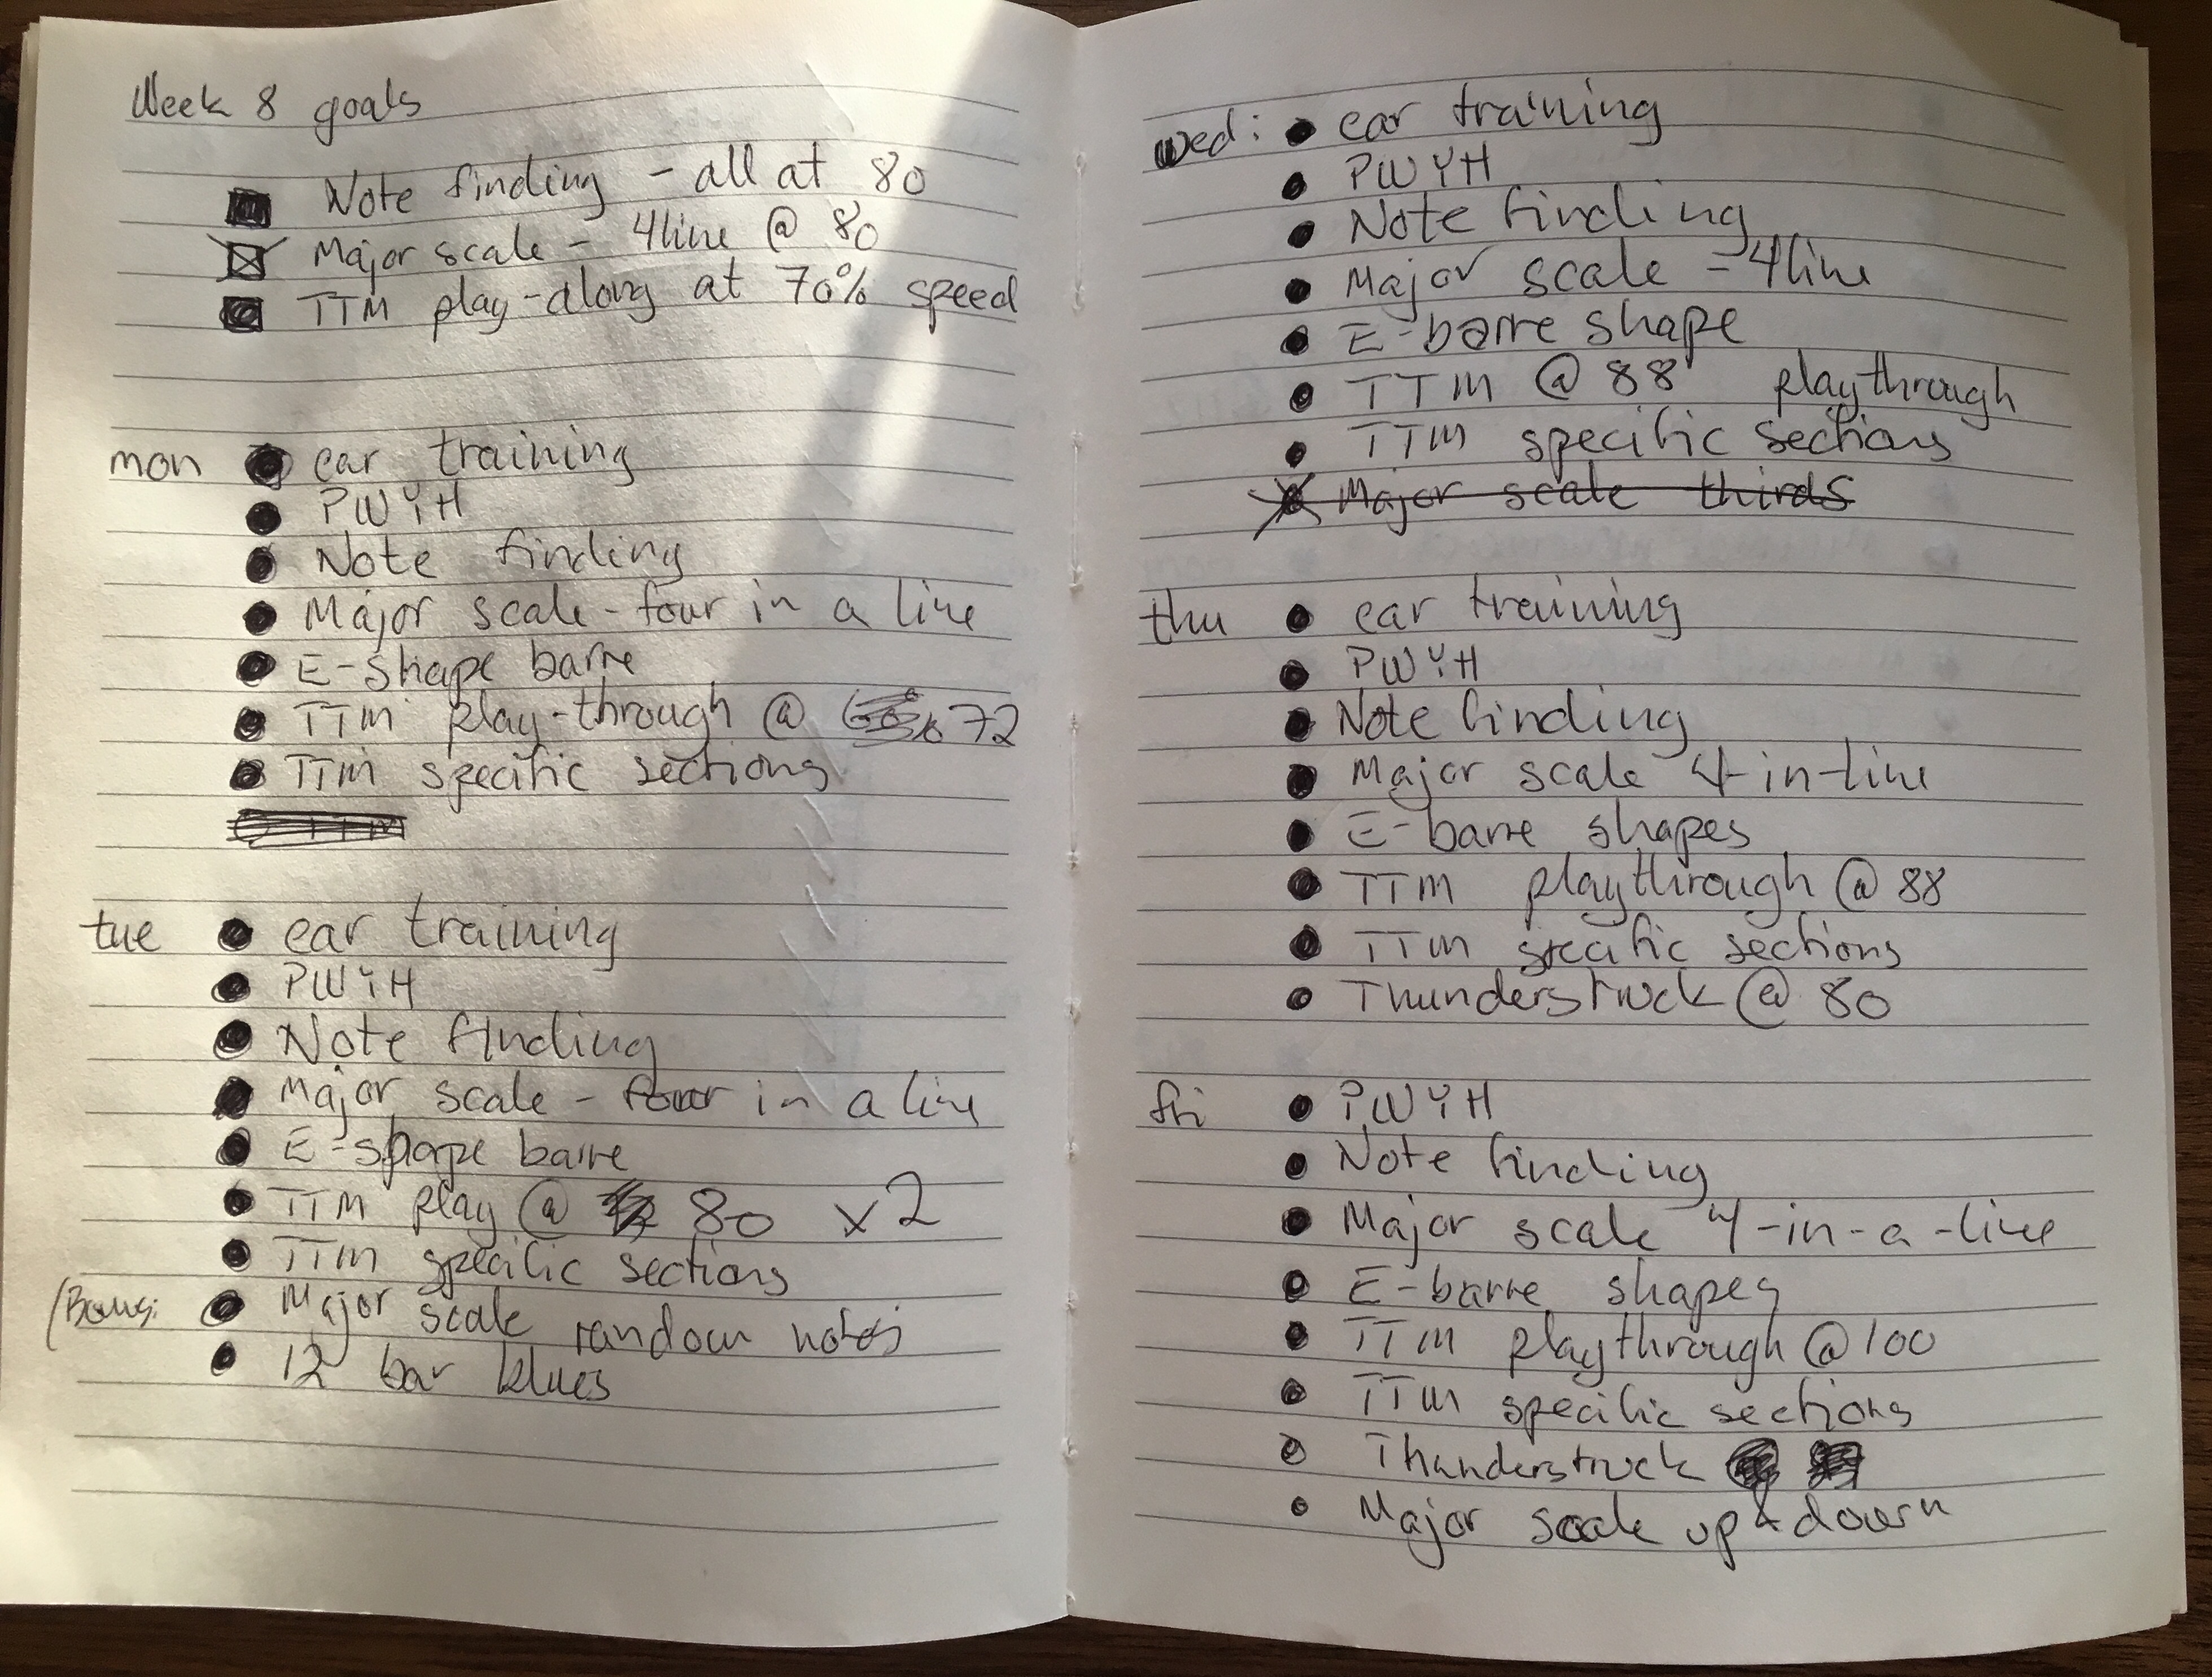 Week 8 goals
Note finding - all at 80
Major scale - 4line @ 80
TTM play-along at 70% speed
mon ear training
PWYH
Note finding
Major scale - four in a line
E-shape barre
TTM play-through @ 72
TTM specific sections
TTM
tue ear training
PWYH
Note finding
Major scale - four in a line
E-shape barre
TTM play @ 80 x2
TTM specific sections
(Bonus: Major scale random notes
12 bar blues
wed: ear training
PWYH
Note finding
Major scale - 4line
E-barre shape
TTM @ 88 playthrough
TTM specific sections
Major scale thirds
thu ear training
PWYH
Note finding
Major scale 4-in-line
E-barre shapes
TTM playthrough @ 88
TTM specific sections
Thunderstruck @ 80
fri PWYH
Note finding
Major scale 4-in-a-line
E-barre shapes
TTM playthrough @ 100
TTM specific sections
Thunderstruck
Major scale up & down